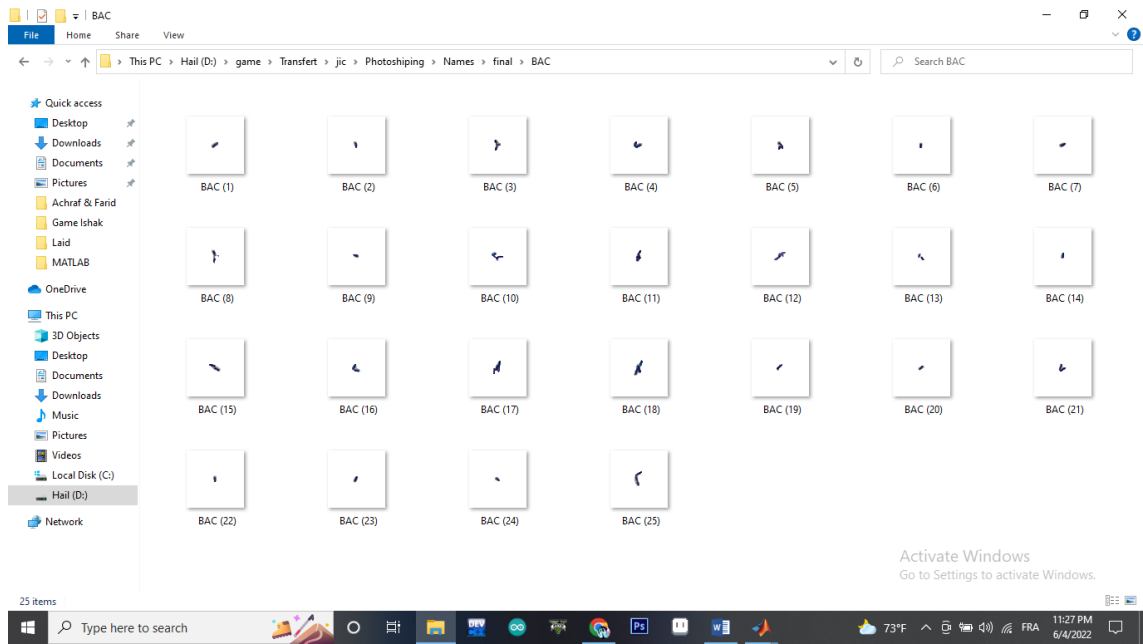 BAC
File Home Share View
This PC > Hail (D:) > game > Transfert > jic > Photoshiping > Names > final > BAC
Search BAC
Quick access
Desktop
Downloads
Documents
Pictures
Achraf & Farid
Game Ishak
Laid
MATLAB
OneDrive
This PC
3D Objects
Desktop
Documents
Downloads
Music
Pictures
Videos
Local Disk (C:)
Hail (D:)
Network
BAC (1) BAC (2) BAC (3) BAC (4) BAC (5) BAC (6) BAC (7)
BAC (8) BAC (9) BAC (10) BAC (11) BAC (12) BAC (13) BAC (14)
BAC (15) BAC (16) BAC (17) BAC (18) BAC (19) BAC (20) BAC (21)
BAC (22) BAC (23) BAC (24) BAC (25)
Activate Windows
Go to Settings to activate Windows.
25 items
Type here to search
DEV
Ps
W
73°F
FRA
11:27 PM
6/4/2022